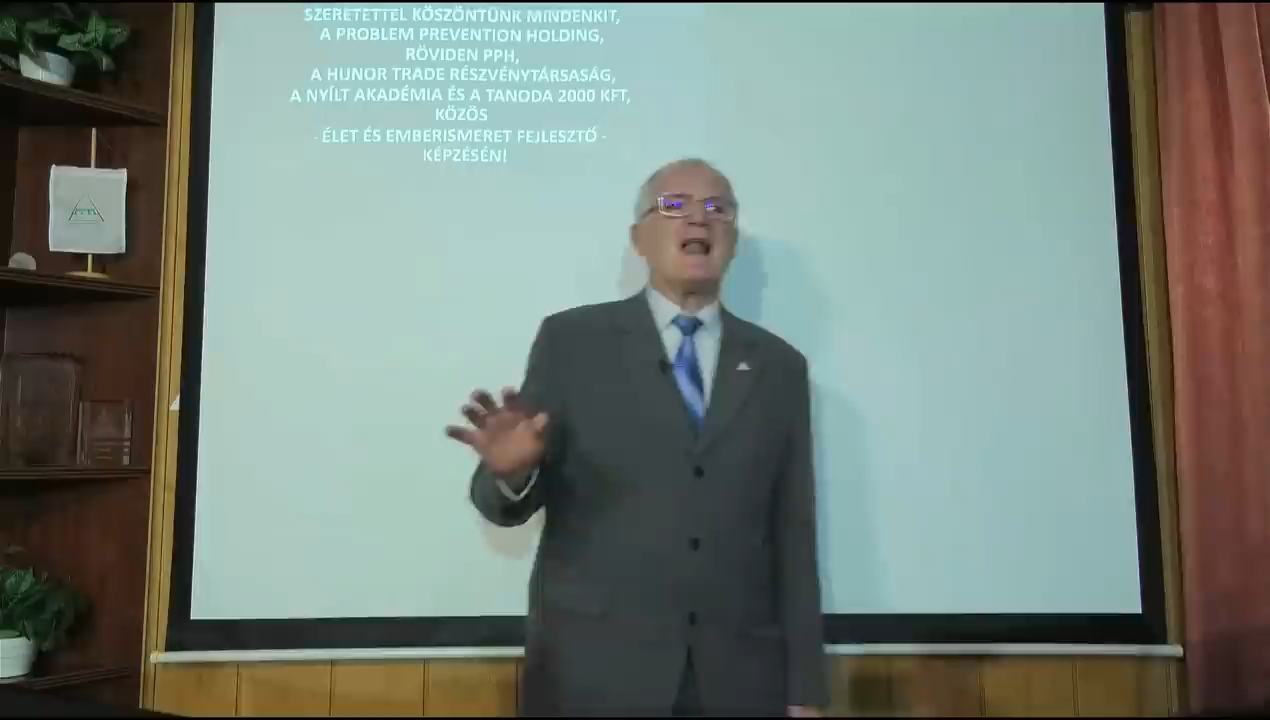 SZERETETTEL KÖSZÖNTÜNK MINDENKIT,
A PROBLEM PREVENTION HOLDING,
RÖVIDEN PPH,
A HUNOR TRADE RÉSZVÉNYTÁRSASÁG,
A NYÍLT AKADÉMIA ÉS A TANODA 2000 KFT,
KÖZÖS
- ÉLET ÉS EMBERISMERET FEJLESZTŐ -
KÉPZÉSÉN!